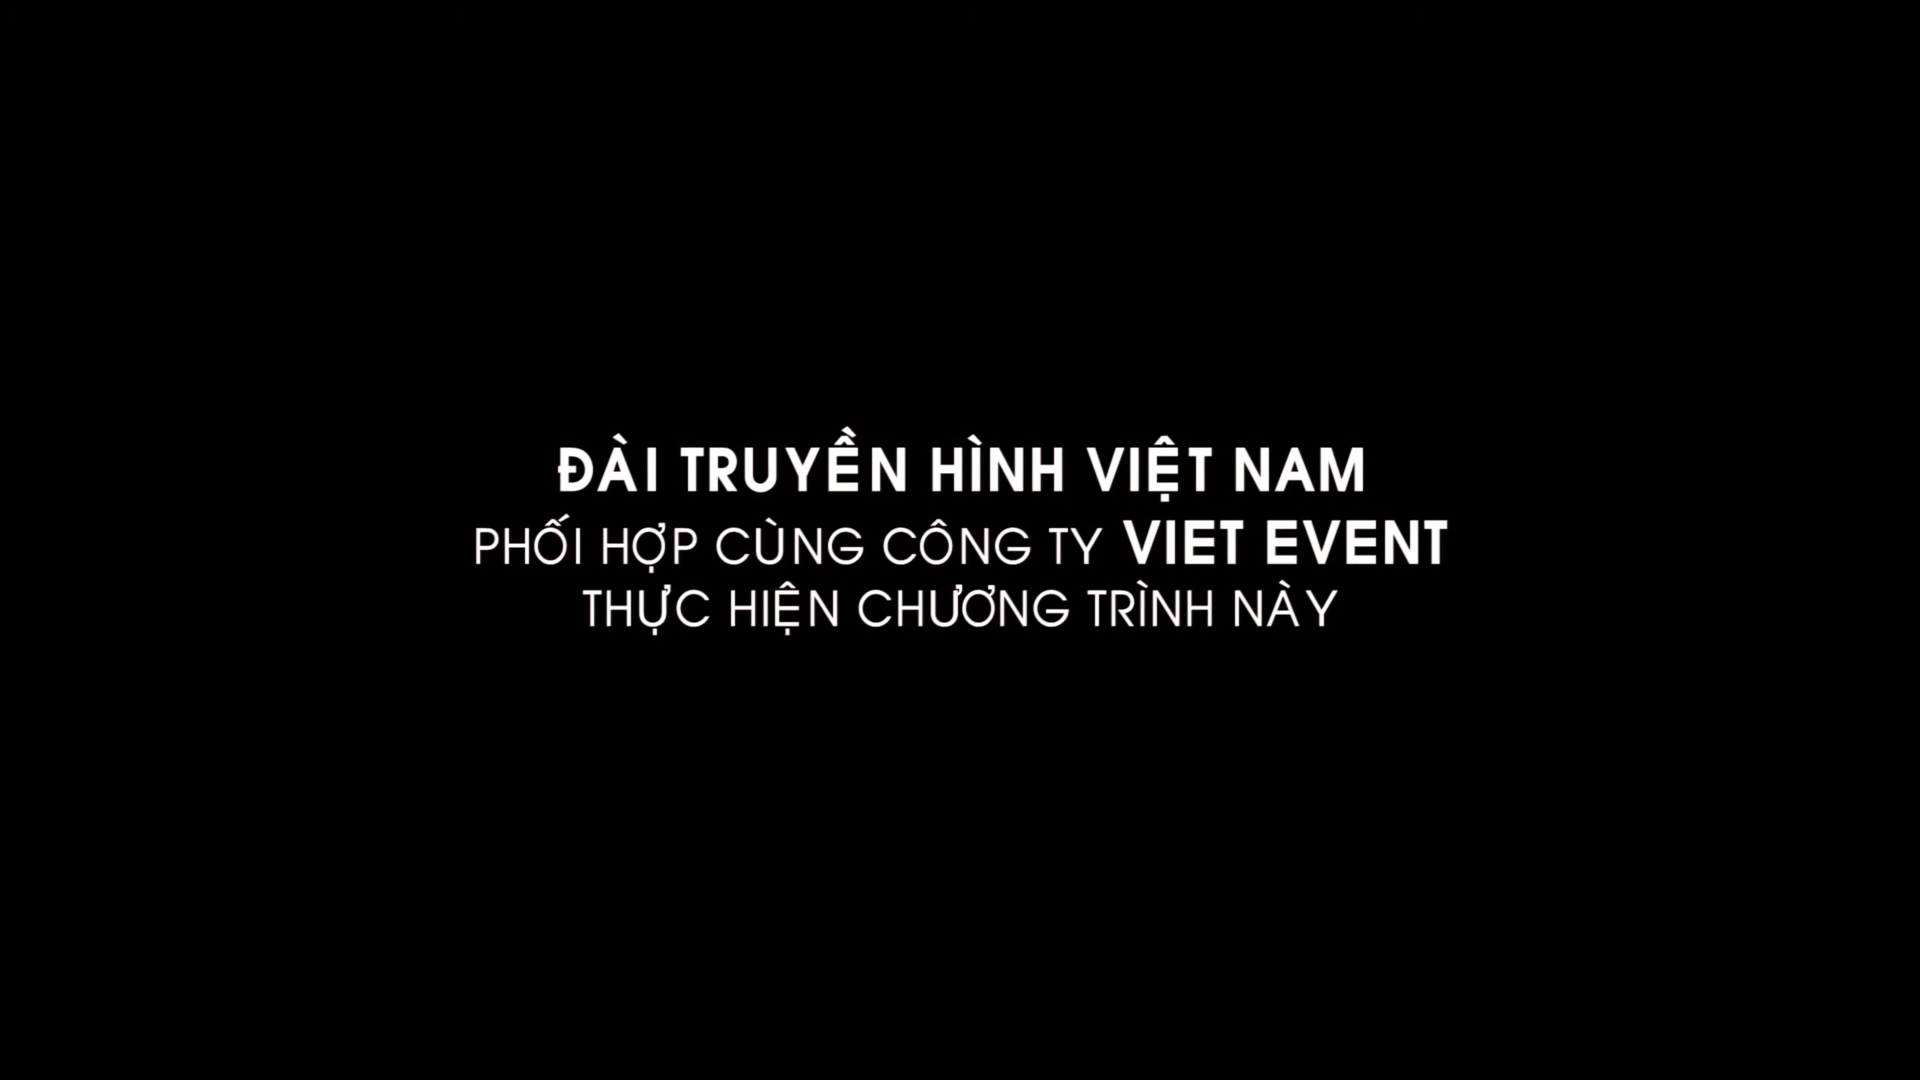 ĐÀI TRUYỀN HÌNH VIỆT NAM
PHỐI HỢP CÙNG CÔNG TY VIET EVENT
THỰC HIỆN CHƯƠNG TRÌNH NÀY